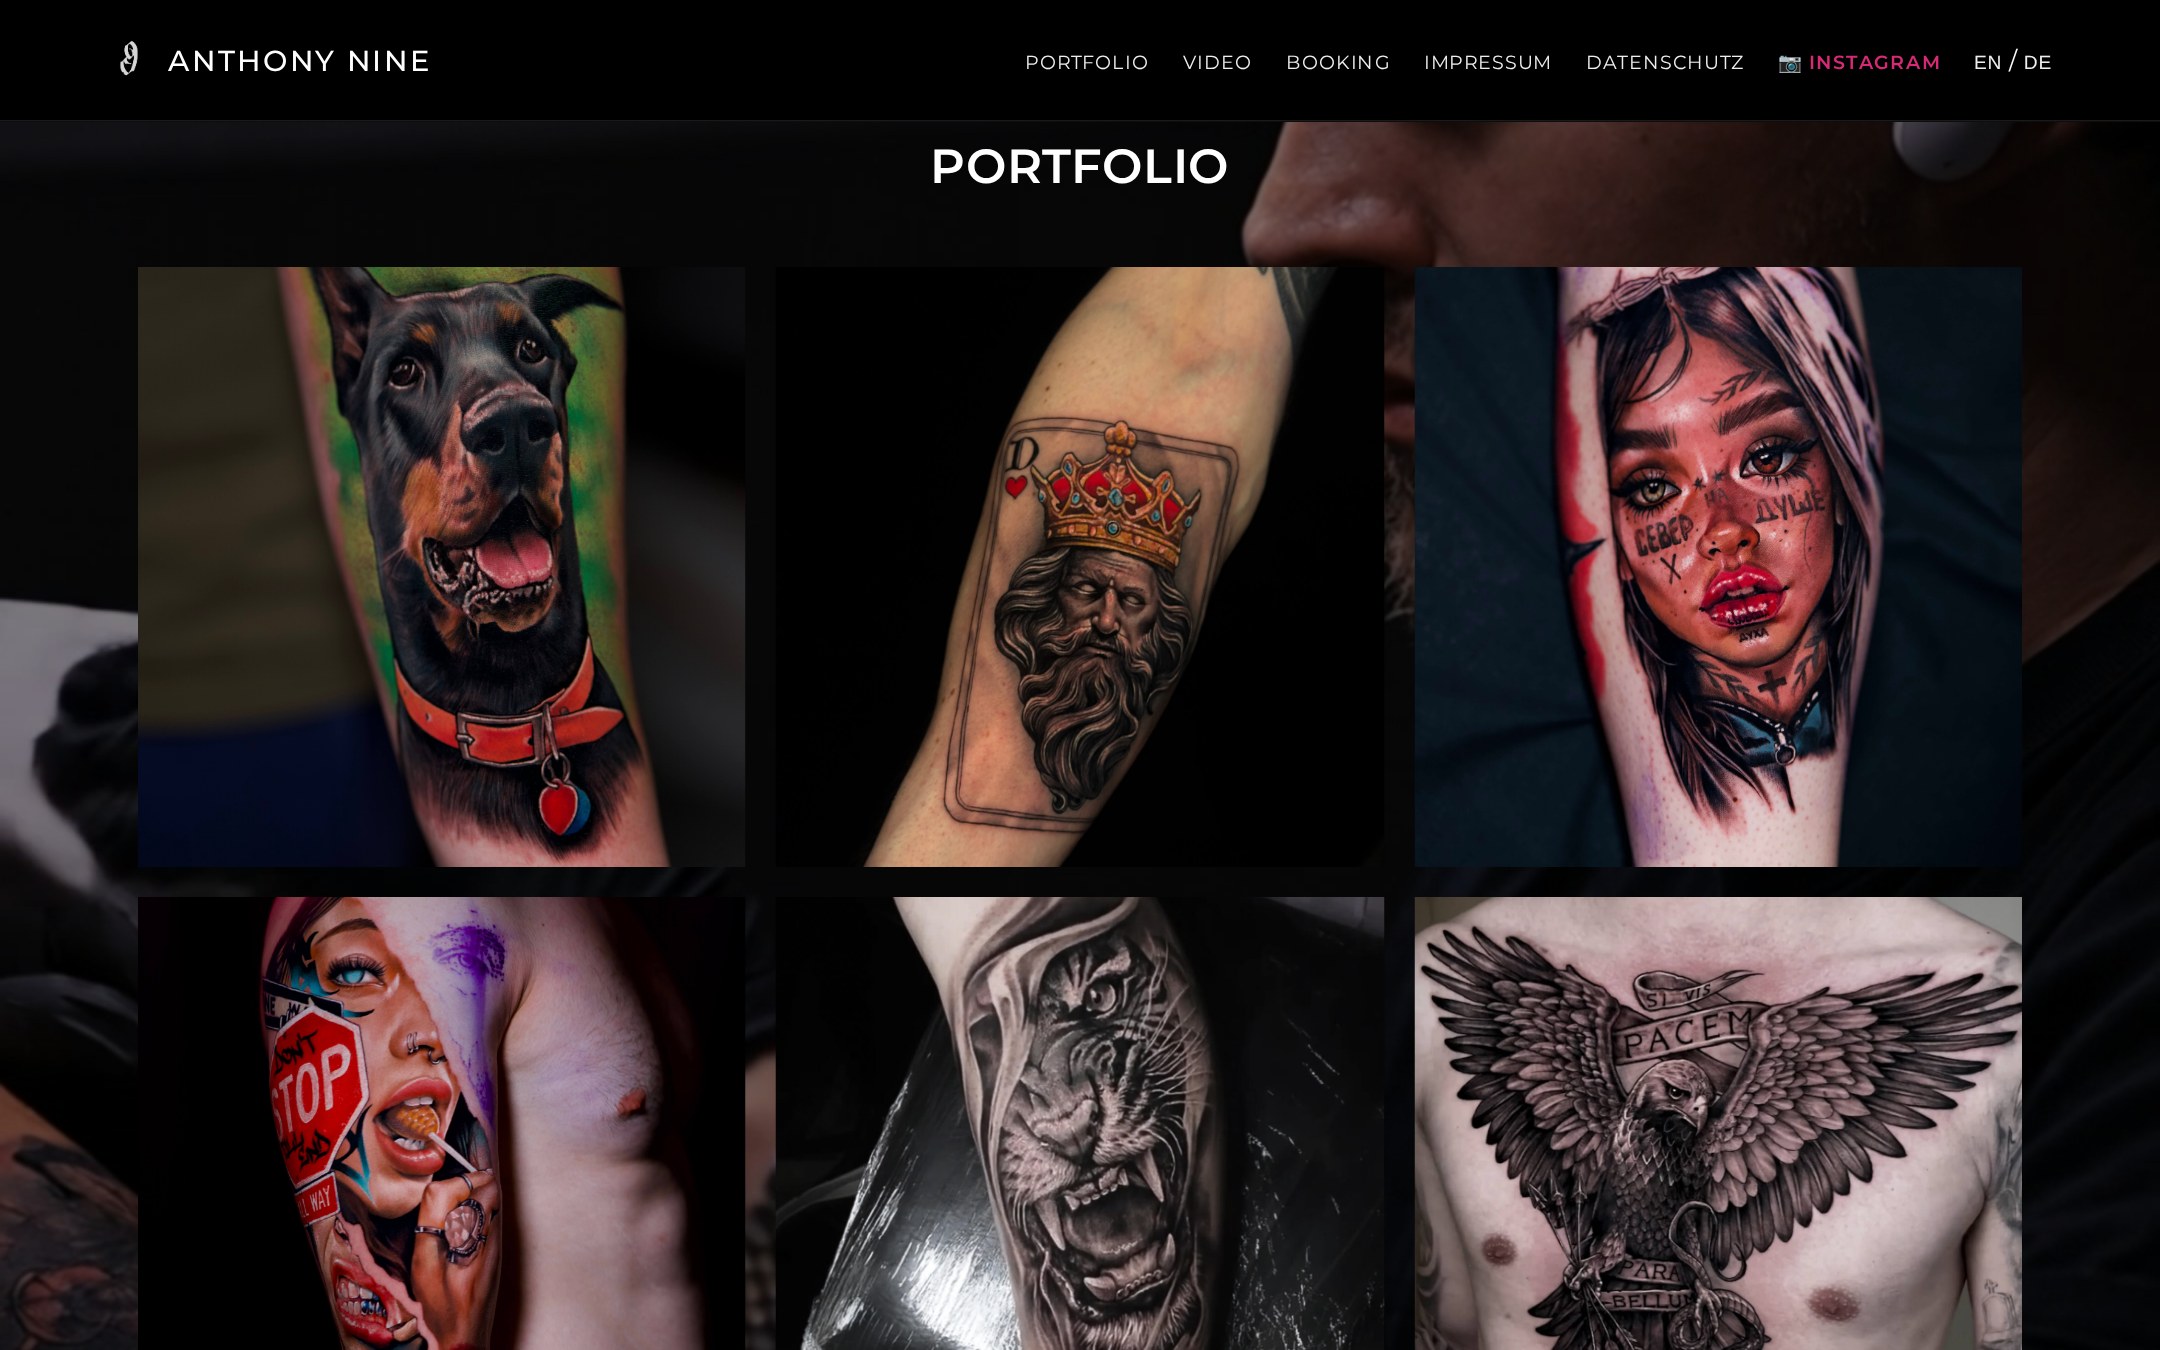 ANTHONY NINE
PORTFOLIO
VIDEO
BOOKING
IMPRESSUM
DATENSCHUTZ
INSTAGRAM
EN / DE
PORTFOLIO
D
СЕВЕР
НА
ДУШЕ
X
DON'T
STOP
ALL WAY
SI VIS
PACEM
PARA
BELLUM